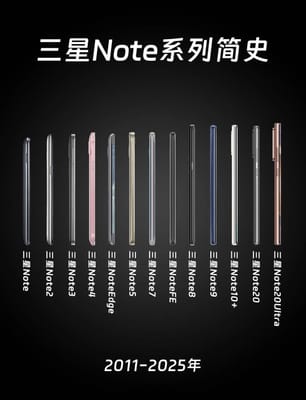 三星Note系列简史
三星Note
三星Note2
三星Note3
三星Note4
三星NoteEdge
三星Note5
三星Note7
三星NoteFE
三星Note8
三星Note9
三星Note10+
三星Note20
三星Note20Ultra
2011-2025年